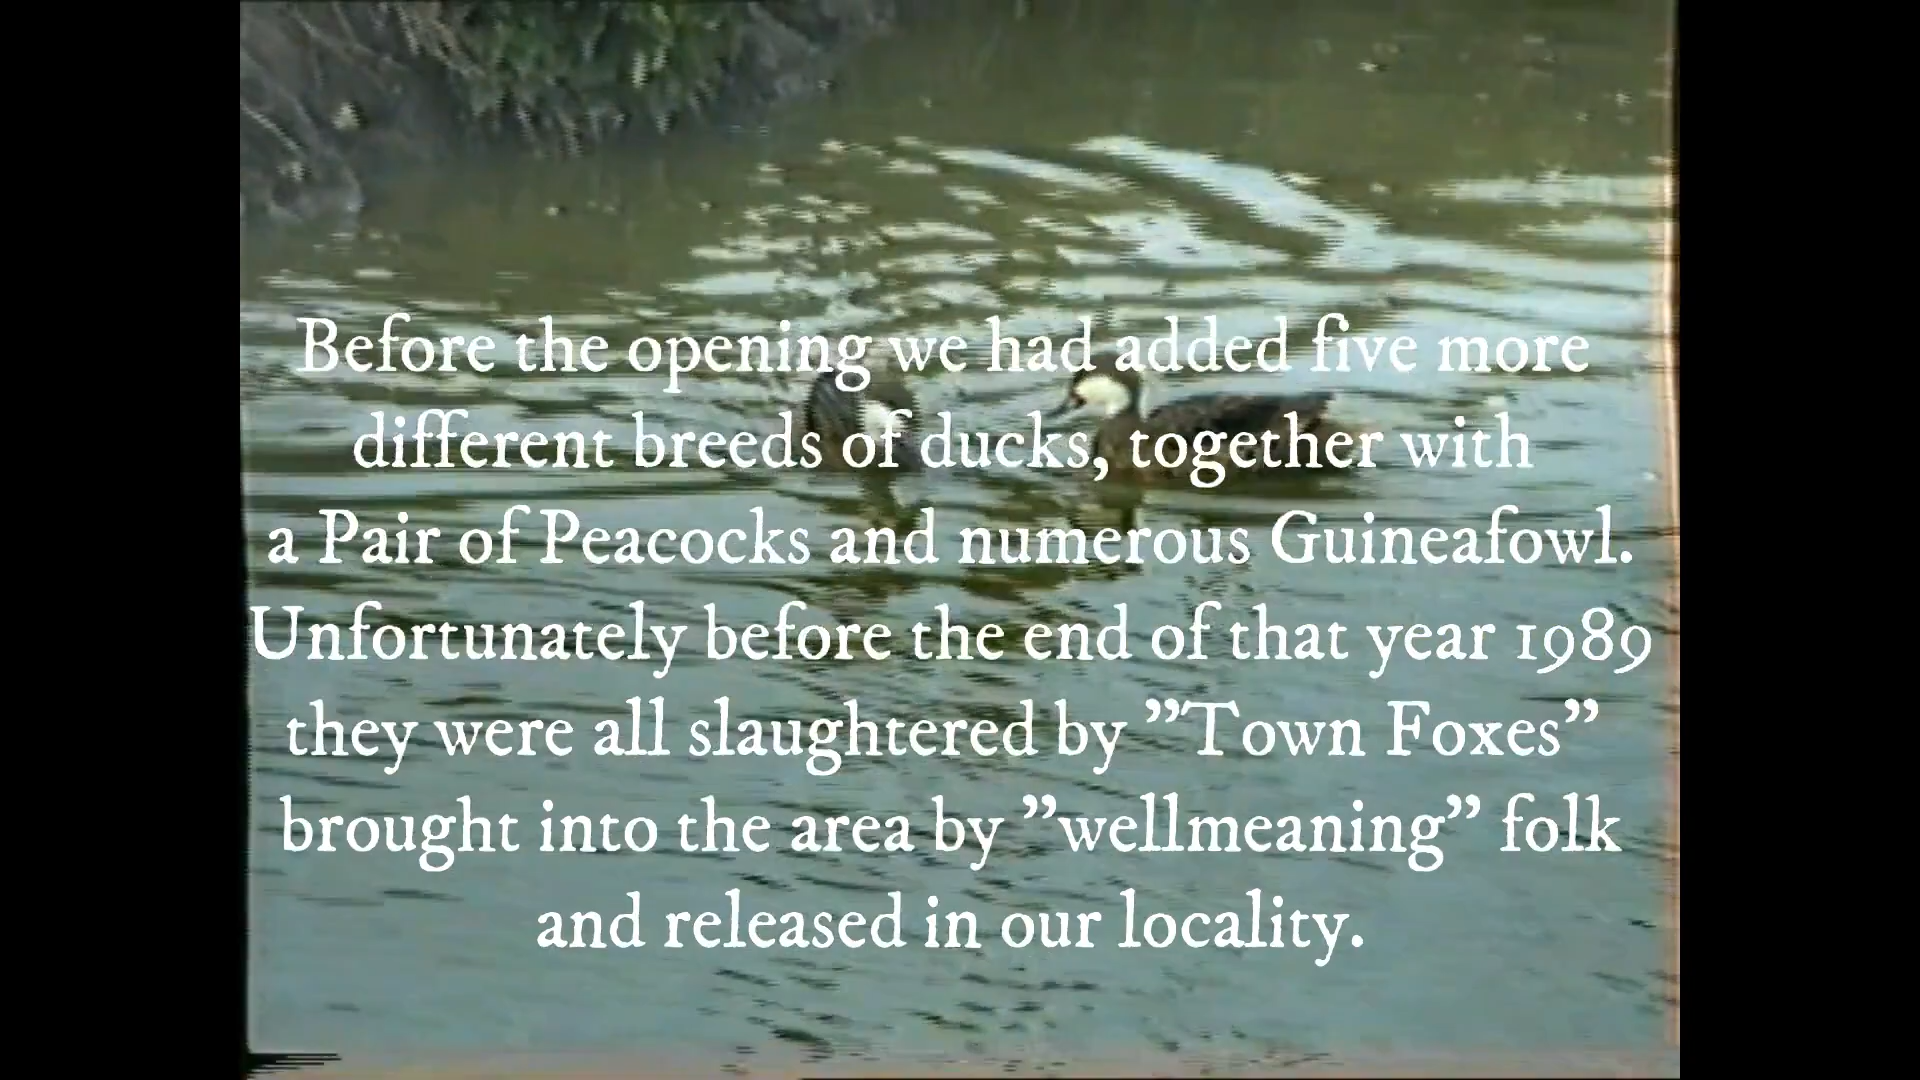 Before the opening we had added five more
different breeds of ducks, together with
a Pair of Peacocks and numerous Guineafowl.
Unfortunately before the end of that year 1989
they were all slaughtered by "Town Foxes"
brought into the area by "wellmeaning" folk
and released in our locality.